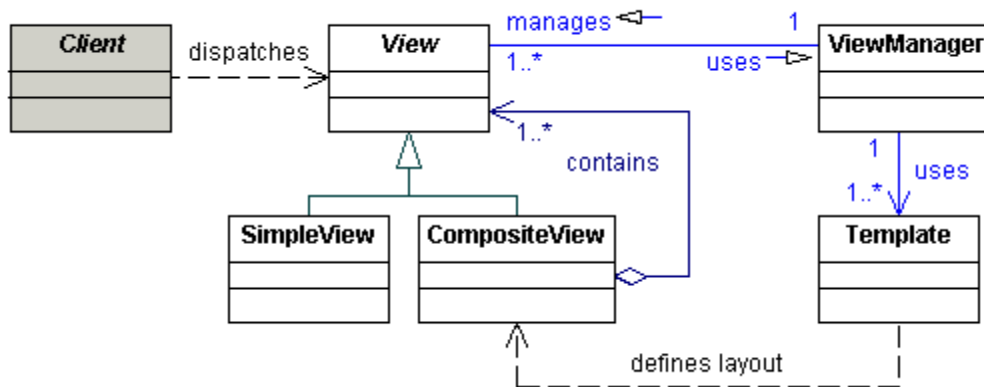 Client
dispatches
View
manages
1..*
1
uses
ViewManager
1..*
contains
1
uses
1..*
SimpleView
CompositeView
Template
defines layout